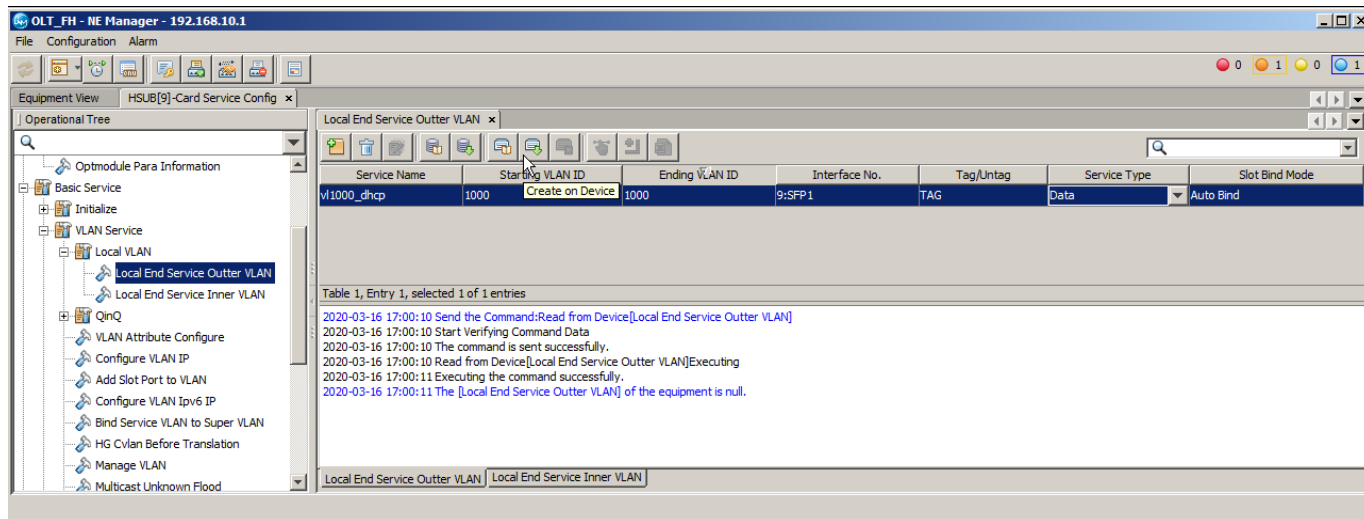 OLT_FH - NE Manager - 192.168.10.1
File Configuration Alarm
0 1 0 1
Equipment View HSUB[9]-Card Service Config
Operational Tree
Local End Service Outter VLAN
Optmodule Para Information
Basic Service
Initialize
VLAN Service
Local VLAN
Local End Service Outter VLAN
Local End Service Inner VLAN
QinQ
VLAN Attribute Configure
Configure VLAN IP
Add Slot Port to VLAN
Configure VLAN Ipv6 IP
Bind Service VLAN to Super VLAN
HG Cvlan Before Translation
Manage VLAN
Multicast Unknown Flood
Service Name Starting VLAN ID Ending VLAN ID Interface No. Tag/Untag Service Type Slot Bind Mode
vl1000_dhcp 1000 1000 9:SFP1 TAG Data Auto Bind
Create on Device
Table 1, Entry 1, selected 1 of 1 entries
2020-03-16 17:00:10 Send the Command:Read from Device[Local End Service Outter VLAN]
2020-03-16 17:00:10 Start Verifying Command Data
2020-03-16 17:00:10 The command is sent successfully.
2020-03-16 17:00:10 Read from Device[Local End Service Outter VLAN]Executing
2020-03-16 17:00:11 Executing the command successfully.
2020-03-16 17:00:11 The [Local End Service Outter VLAN] of the equipment is null.
Local End Service Outter VLAN Local End Service Inner VLAN